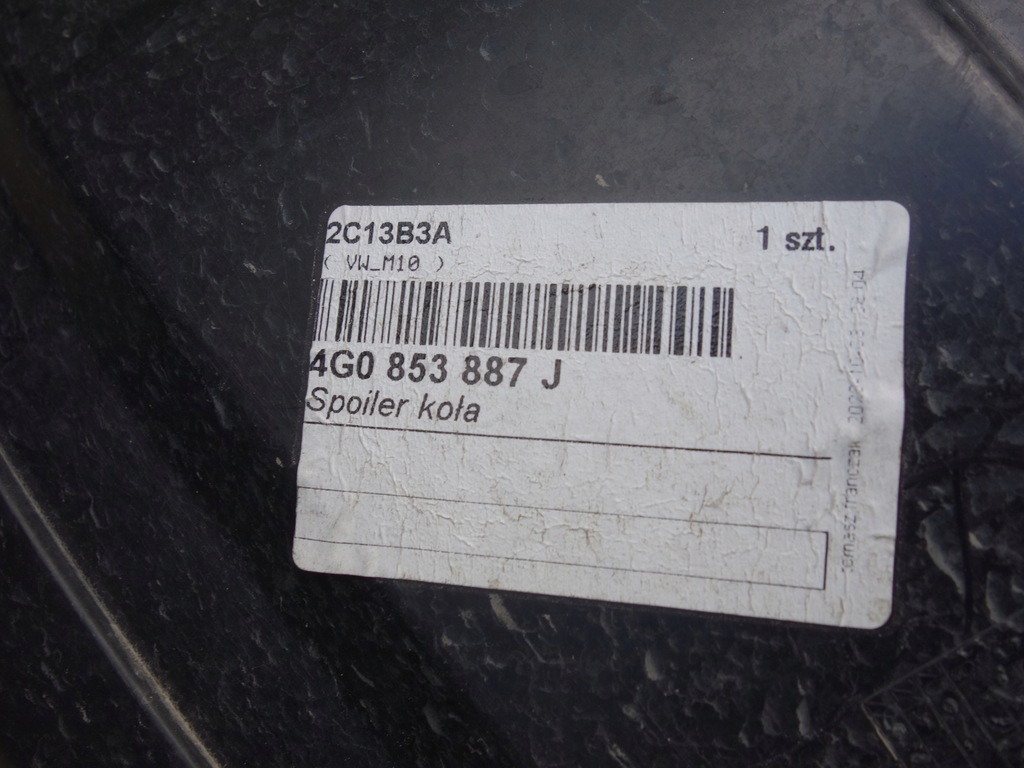 2C13B3A
1 szt.
( VW_M10 )
4G0 853 887 J
Spoiler koła